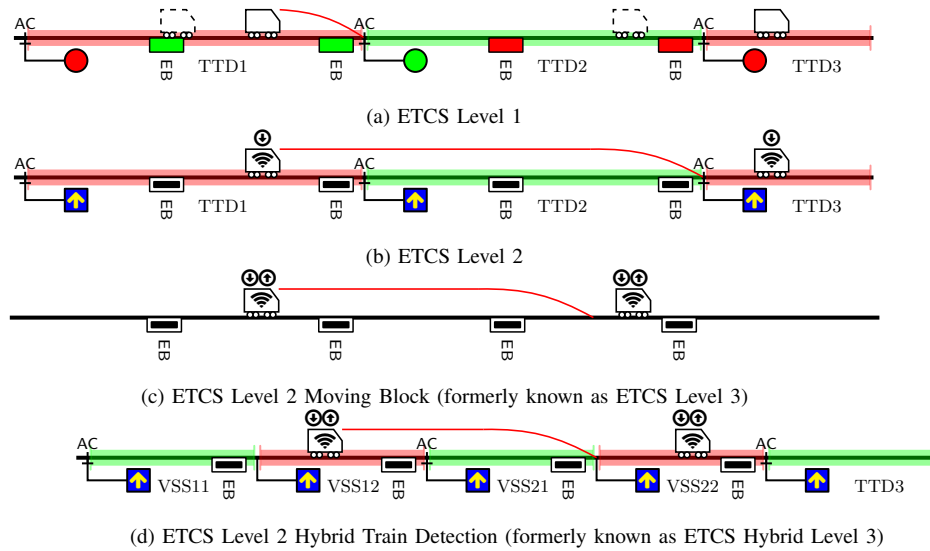 AC AC AC
EB TTD1 EB EB TTD2 EB TTD3
(a) ETCS Level 1
AC AC AC
EB TTD1 EB EB TTD2 EB TTD3
(b) ETCS Level 2
EB EB EB EB
(c) ETCS Level 2 Moving Block (formerly known as ETCS Level 3)
AC AC AC
VSS11 EB VSS12 EB VSS21 VSS22 EB TTD3
(d) ETCS Level 2 Hybrid Train Detection (formerly known as ETCS Hybrid Level 3)